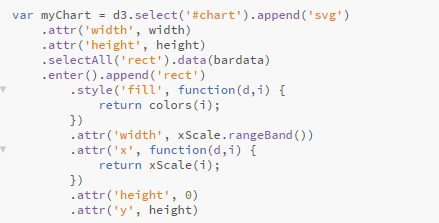 var myChart = d3.select('#chart').append('svg')
    .attr('width', width)
    .attr('height', height)
    .selectAll('rect').data(bardata)
    .enter().append('rect')
        .style('fill', function(d,i) {
            return colors(i);
        })
        .attr('width', xScale.rangeBand())
        .attr('x', function(d,i) {
            return xScale(i);
        })
        .attr('height', 0)
        .attr('y', height)